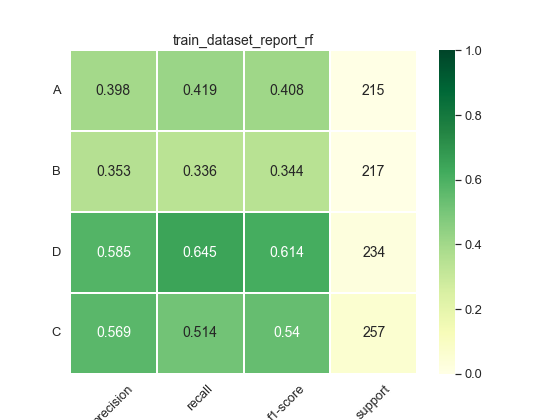 train_dataset_report_rf
A 0.398 0.419 0.408 215
B 0.353 0.336 0.344 217
D 0.585 0.645 0.614 234
C 0.569 0.514 0.54 257
recall f1-score support
1.0
0.8
0.6
0.4
0.2
0.0